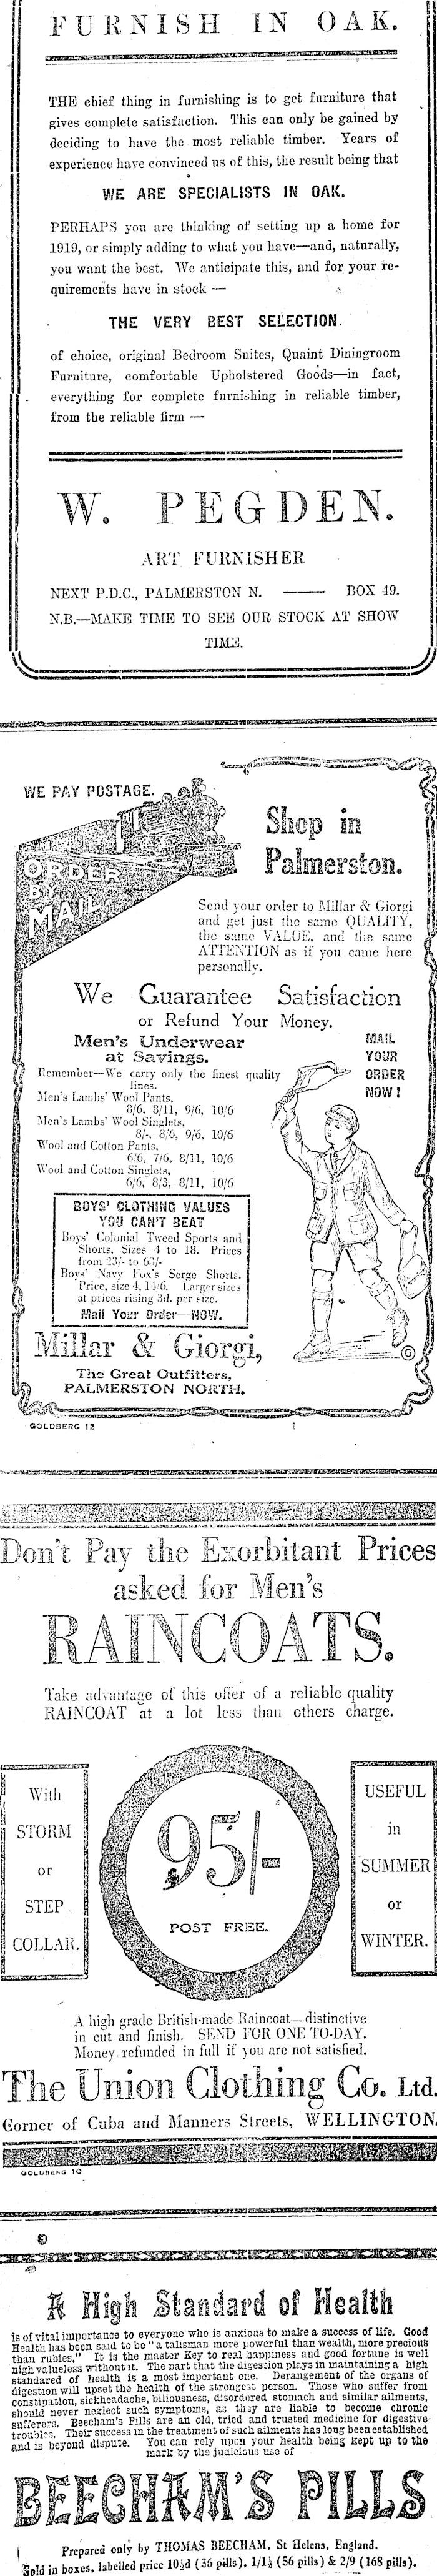 FURNISH IN OAK.
THE chief thing in furnishing is to get furniture that
gives complete satisfaction. This can only be gained by
deciding to have the most reliable timber. Years of
experience have convinced us of this, the result being that
WE ARE SPECIALISTS IN OAK.
PERHAPS you are thinking of setting up a home for
1919, or simply adding to what you have—and, naturally,
you want the best. We anticipate this, and for your re-
quirements have in stock —
THE VERY BEST SELECTION
of choice, original Bedroom Suites, Quaint Diningroom
Furniture, comfortable Upholstered Goods—in fact,
everything for complete furnishing in reliable timber,
from the reliable firm —
W. PEGDEN.
ART FURNISHER
NEXT P.D.C., PALMERSTON N. —— BOX 49.
N.B.—MAKE TIME TO SEE OUR STOCK AT SHOW
TIME.
WE PAY POSTAGE.
ORDER
BY
MAIL
Shop in
Palmerston.
Send your order to Millar & Giorgi
and get just the same QUALITY,
the same VALUE, and the same
ATTENTION as if you came here
personally.
We Guarantee Satisfaction
or Refund Your Money.
Men's Underwear
at Savings.
Remember—We carry only the finest quality
lines.
Men's Lambs' Wool Pants,
8/6, 8/11, 9/6, 10/6
Men's Lambs' Wool Singlets,
8/-, 8/6, 9/6, 10/6
Wool and Cotton Pants,
6/6, 7/6, 8/11, 10/6
Wool and Cotton Singlets,
6/6, 8/3, 8/11, 10/6
MAIL
YOUR
ORDER
NOW!
BOYS' CLOTHING VALUES
YOU CAN'T BEAT
Boys' Colonial Tweed Sports and
Shorts. Sizes 4 to 18. Prices
from 23/- to 63/-
Boys' Navy Fox's Serge Shorts.
Price, size 4, 14/6. Larger sizes
at prices rising 3d. per size.
Mail Your Order—NOW.
Millar & Giorgi,
The Great Outfitters,
PALMERSTON NORTH.
GOLDBERG 12
Don't Pay the Exorbitant Prices
asked for Men's
RAINCOATS.
Take advantage of this offer of a reliable quality
RAINCOAT at a lot less than others charge.
With
STORM
or
STEP
COLLAR.
95/-
POST FREE.
USEFUL
in
SUMMER
or
WINTER.
A high grade British-made Raincoat—distinctive
in cut and finish. SEND FOR ONE TO-DAY.
Money refunded in full if you are not satisfied.
The Union Clothing Co. Ltd.
Corner of Cuba and Manners Streets, WELLINGTON.
GOLDBERG 10
A High Standard of Health
is of vital importance to everyone who is anxious to make a success of life. Good
Health has been said to be "a talisman more powerful than wealth, more precious
than rubies." It is the master Key to real happiness and good fortune is well
nigh valueless without it. The part that the digestion plays in maintaining a high
standared of health is a most important one. Derangement of the organs of
digestion will upset the health of the strongest person. Those who suffer from
constipation, sickheadache, biliousness, disordered stomach and similar ailments,
should never neglect such symptoms, as they are liable to become chronic
sufferers. Beecham's Pills are an old, tried and trusted medicine for digestive
troubles. Their success in the treatment of such ailments has long been established
and is beyond dispute. You can rely upon your health being kept up to the
mark by the judicious use of
BEECHAM'S PILLS
Prepared only by THOMAS BEECHAM, St Helens, England.
Sold in boxes, labelled price 10½d (36 pills), 1/1½ (56 pills) & 2/9 (168 pills).